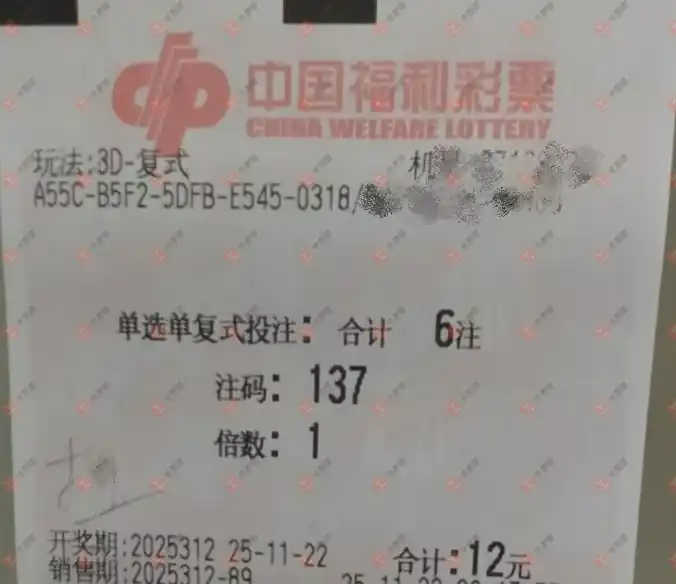 中国福利彩票
CHINA WELFARE LOTTERY
玩法:3D-复式 机
A55C-B5F2-5DFB-E545-0318/
单选单复式投注: 合计 6注
注码: 137
倍数: 1
开奖期:2025312 25-11-22 合计:12元
销售期:2025312-89